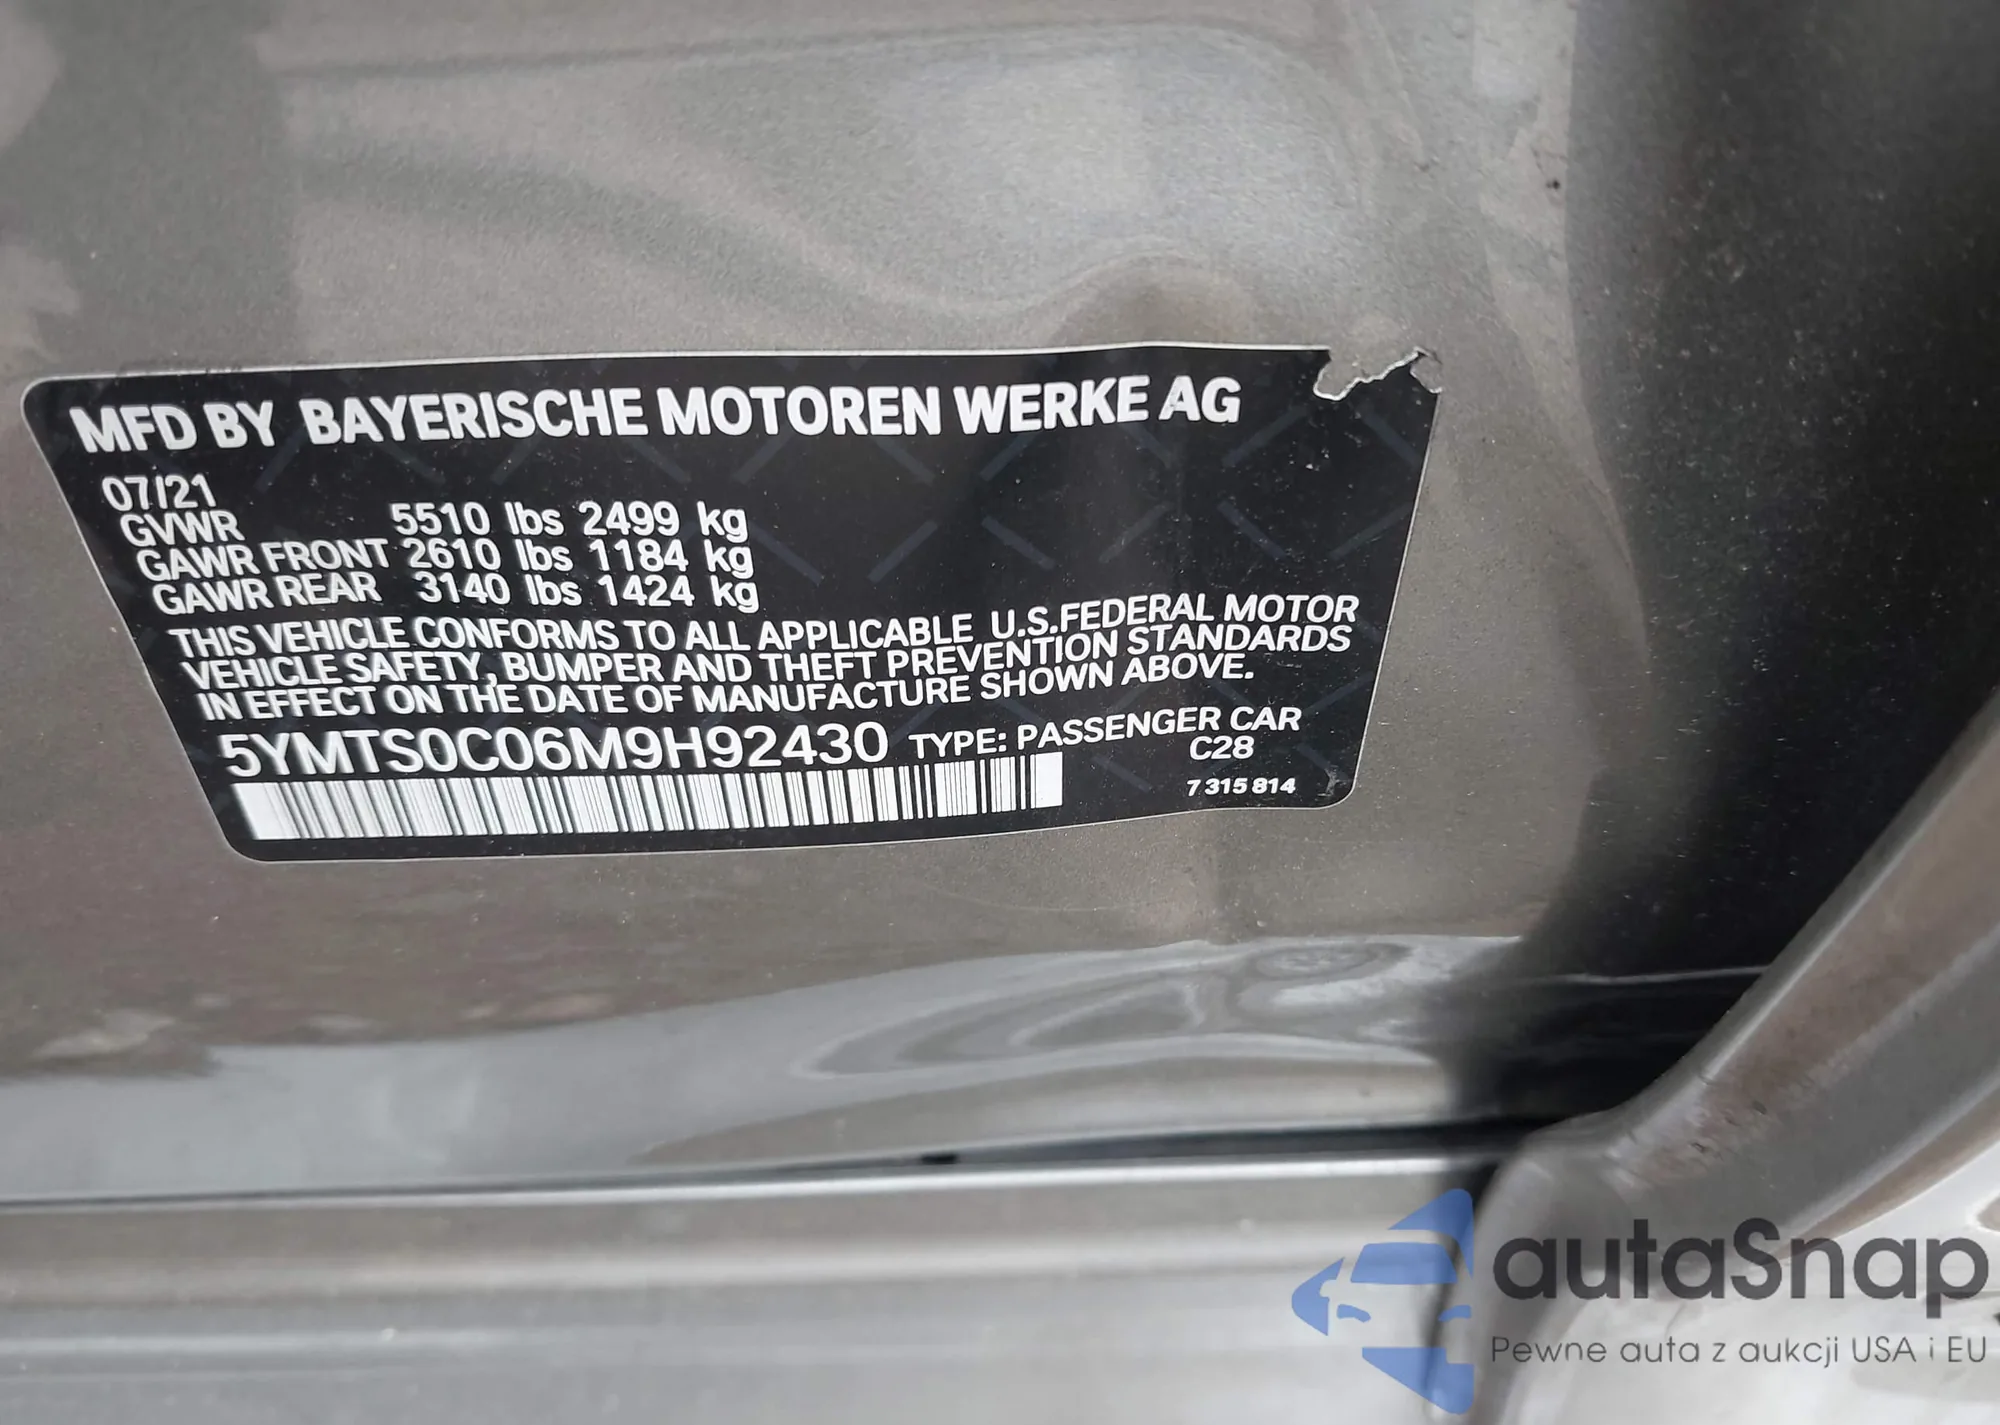 MFD BY BAYERISCHE MOTOREN WERKE AG
07/21
GVWR 5510 lbs 2499 kg
GAWR FRONT 2610 lbs 1184 kg
GAWR REAR 3140 lbs 1424 kg
THIS VEHICLE CONFORMS TO ALL APPLICABLE U.S.FEDERAL MOTOR
VEHICLE SAFETY, BUMPER AND THEFT PREVENTION STANDARDS
IN EFFECT ON THE DATE OF MANUFACTURE SHOWN ABOVE.
5YMTS0C06M9H92430 TYPE: PASSENGER CAR
C28
7 315 814
autaSnap
Pewne auta z aukcji USA i EU